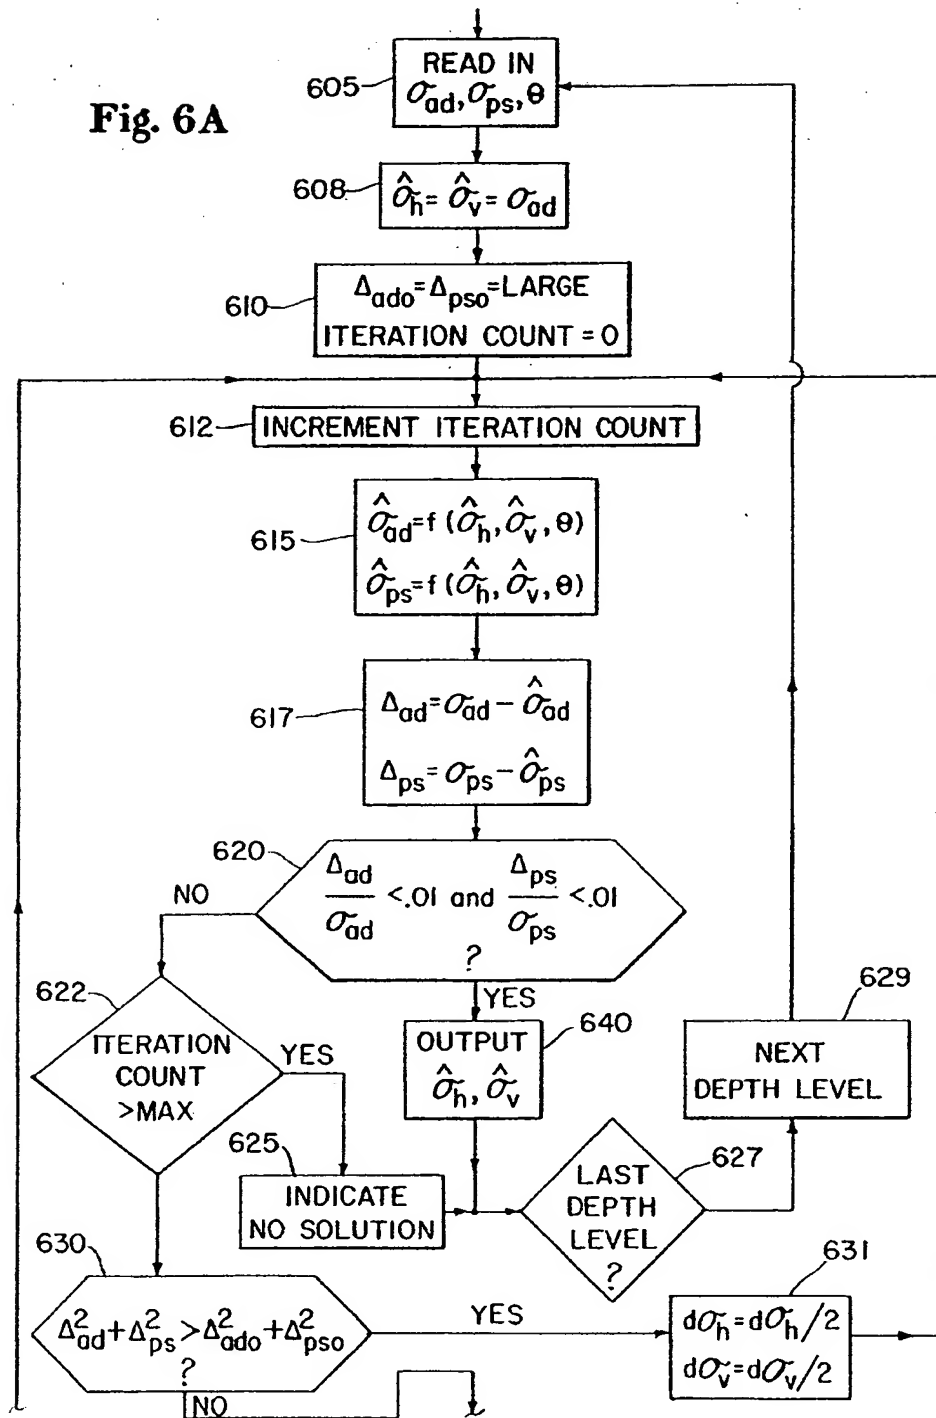 Fig. 6A
605
READ IN
σad, σps, θ
608
σ̂h = σ̂v = σad
610
Δado = Δpso = LARGE
ITERATION COUNT = 0
612
INCREMENT ITERATION COUNT
615
σ̂ad = f (σ̂h, σ̂v, θ)
σ̂ps = f (σ̂h, σ̂v, θ)
617
Δad = σad − σ̂ad
Δps = σps − σ̂ps
620
Δad/σad < .01 and Δps/σps < .01
?
NO
YES
622
ITERATION
COUNT
>MAX
YES
640
OUTPUT
σ̂h, σ̂v
629
NEXT
DEPTH LEVEL
625
INDICATE
NO SOLUTION
627
LAST
DEPTH
LEVEL
?
630
Δ²ad + Δ²ps > Δ²ado + Δ²pso
?
YES
NO
631
dσh = dσh/2
dσv = dσv/2